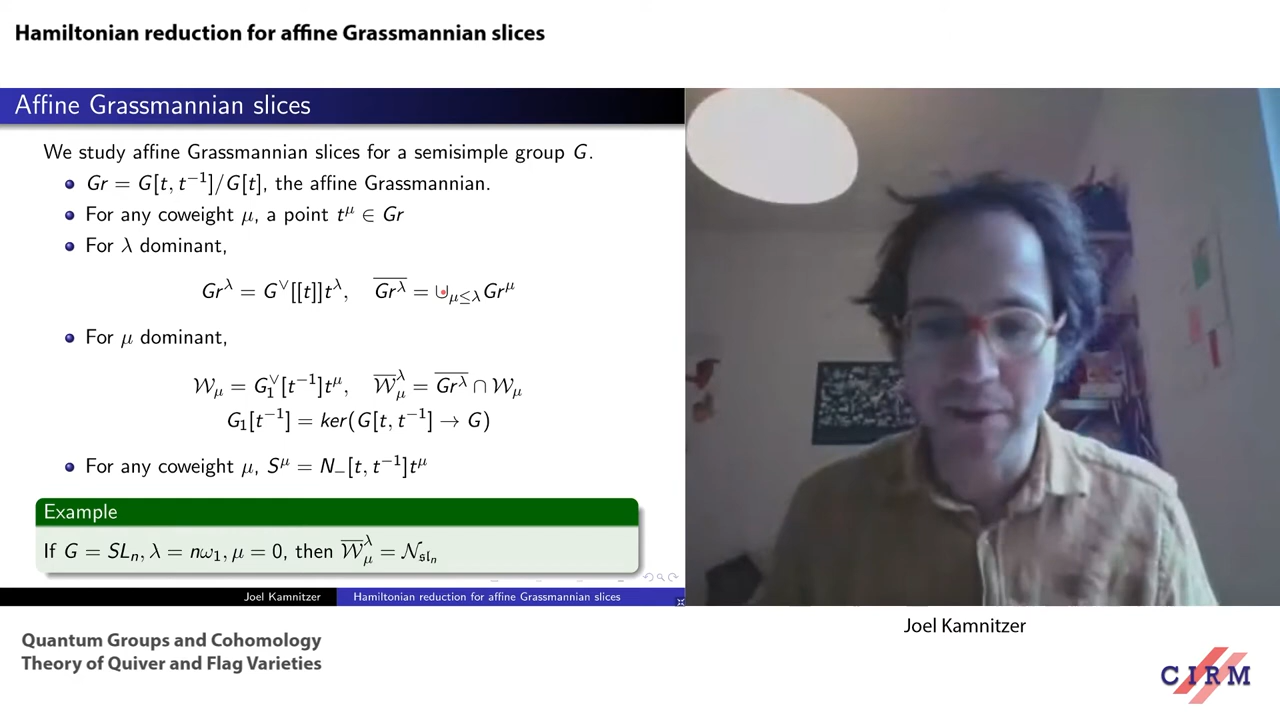 Hamiltonian reduction for affine Grassmannian slices
Affine Grassmannian slices
We study affine Grassmannian slices for a semisimple group G.
Gr = G[t, t⁻¹]/G[t], the affine Grassmannian.
For any coweight μ, a point t^μ ∈ Gr
For λ dominant,
Gr^λ = G^∨[[t]]t^λ, \overline{Gr^λ} = ⊎_{μ≤λ} Gr^μ
For μ dominant,
𝒲_μ = G_1^∨[t⁻¹]t^μ, \overline{𝒲}_μ^λ = \overline{Gr^λ} ∩ 𝒲_μ
G_1[t⁻¹] = ker(G[t, t⁻¹] → G)
For any coweight μ, S^μ = N_−[t, t⁻¹]t^μ
Example
If G = SL_n, λ = nω_1, μ = 0, then \overline{𝒲}_μ^λ = 𝒩_{𝔰𝔩_n}
Joel Kamnitzer Hamiltonian reduction for affine Grassmannian slices
Joel Kamnitzer
Quantum Groups and Cohomology
Theory of Quiver and Flag Varieties
CIRM